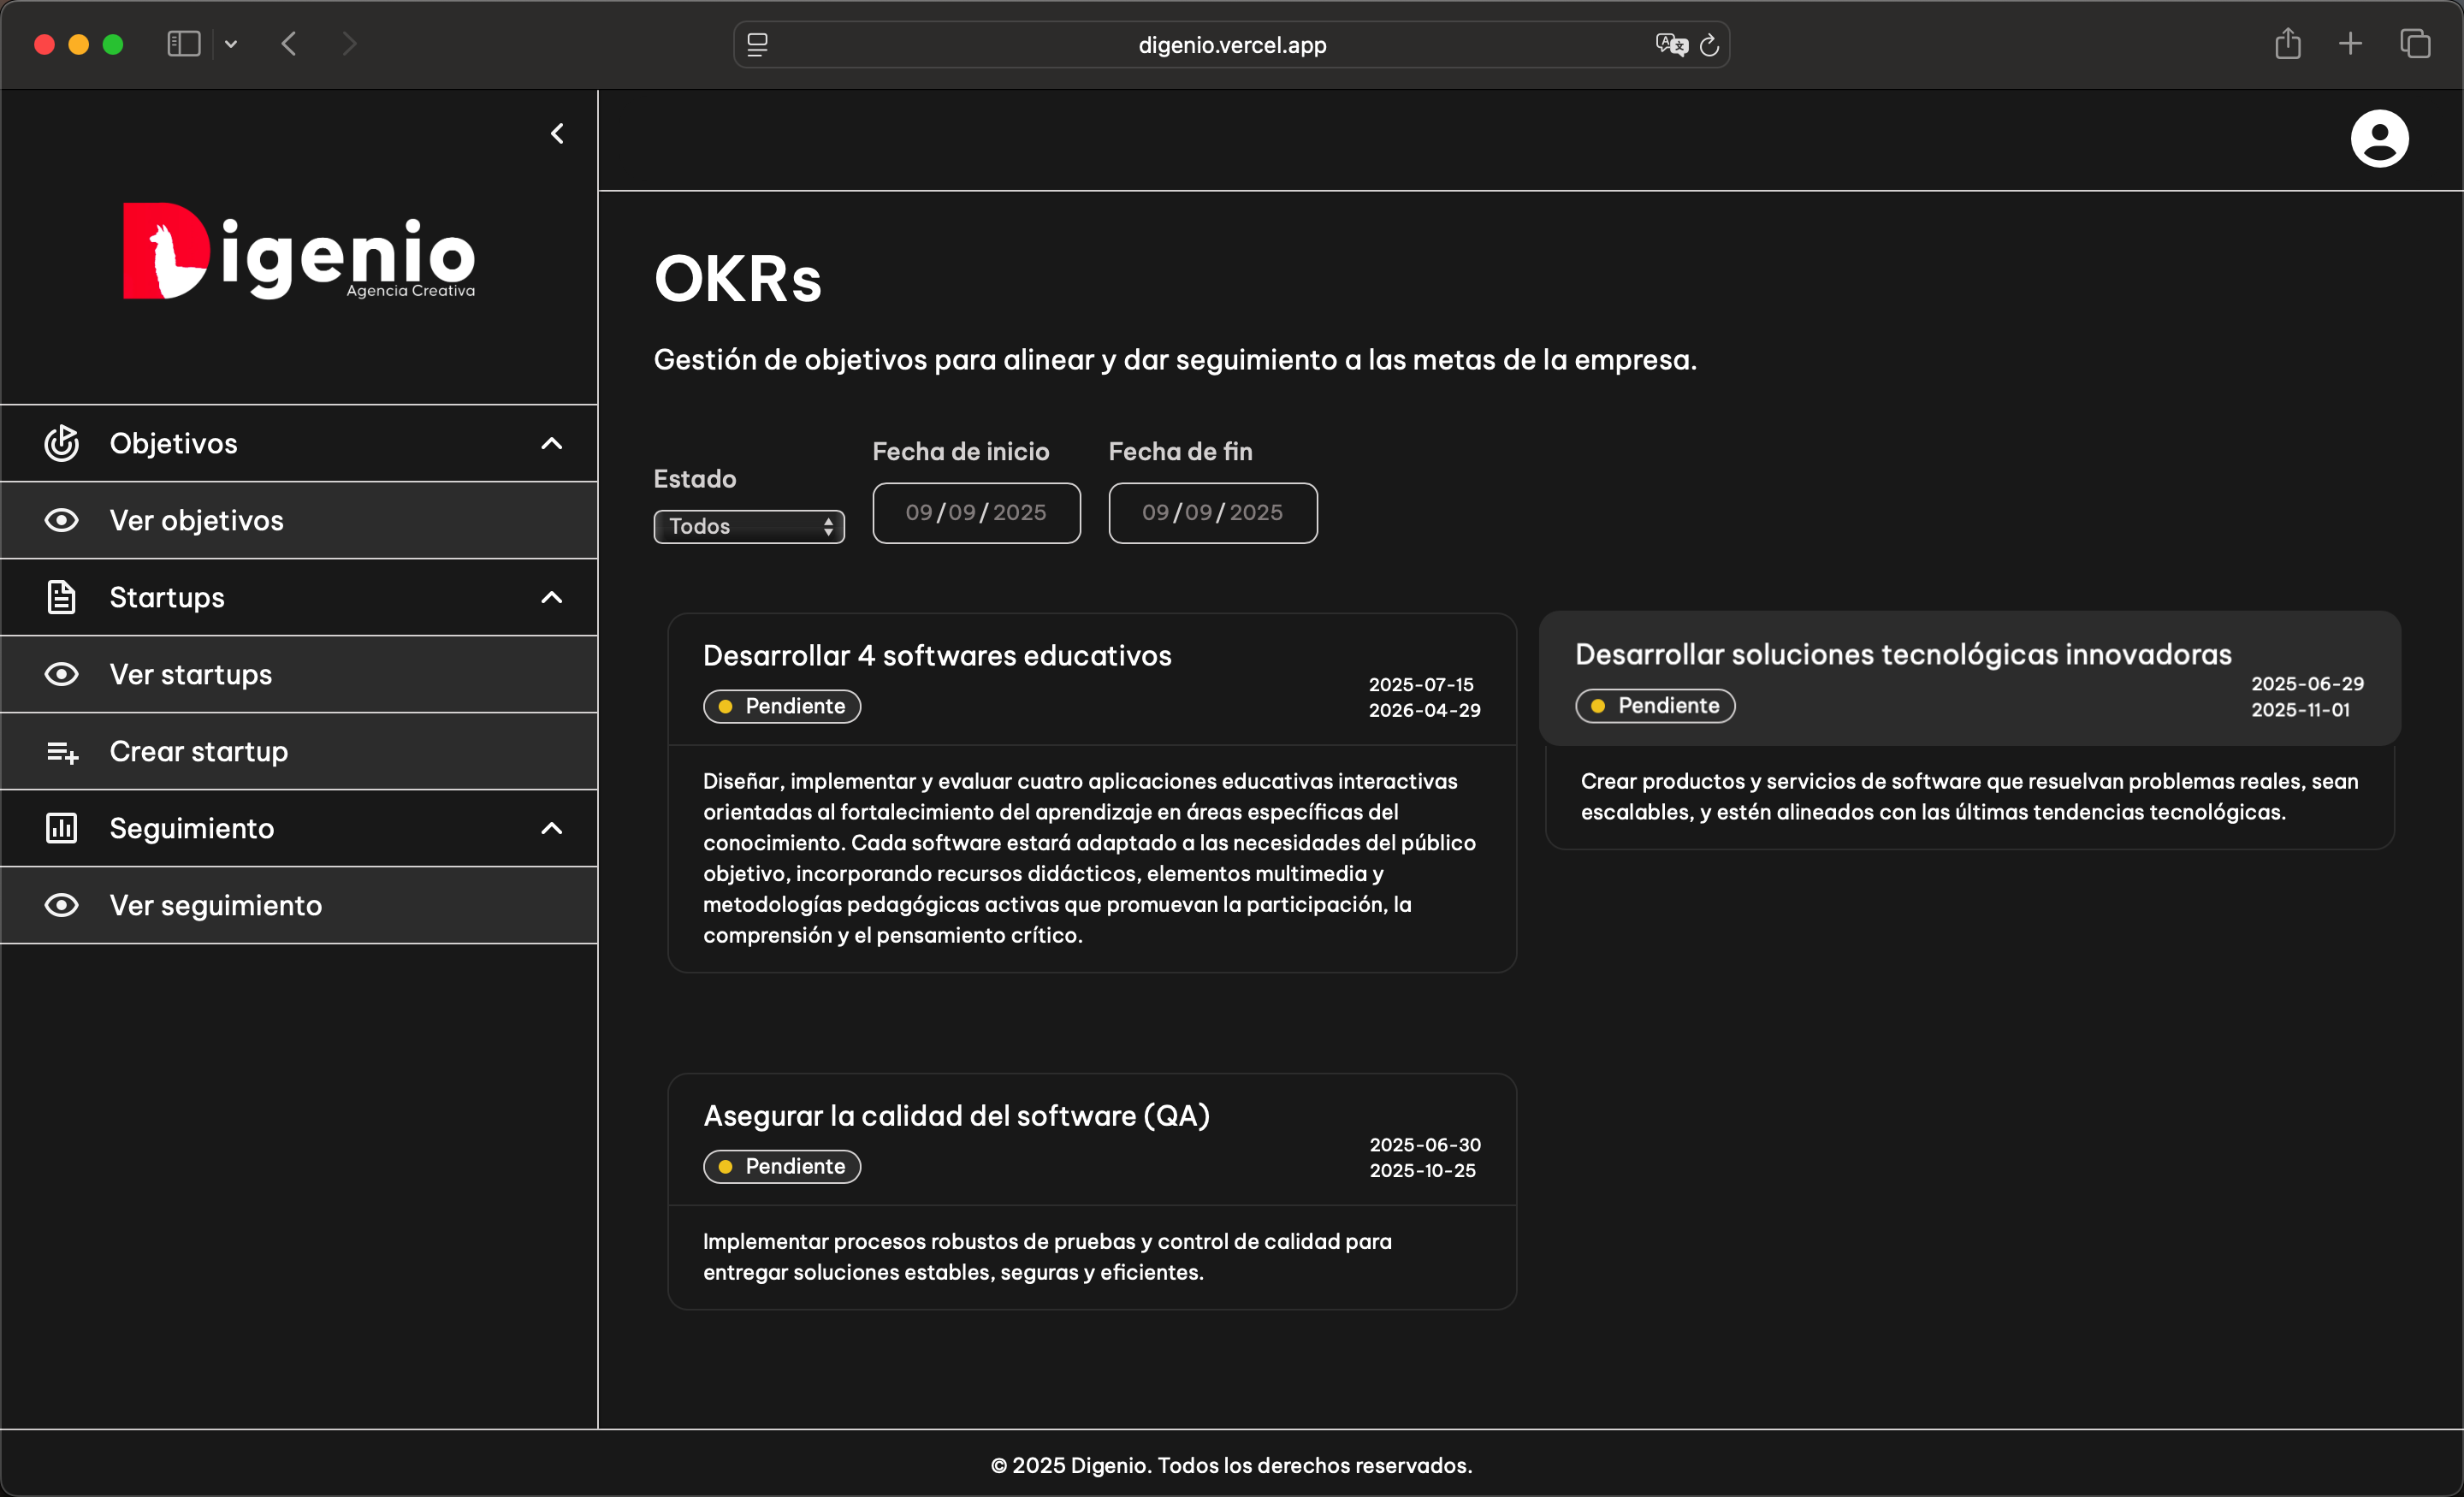 digenio.vercel.app
Digenio
Agencia Creativa
Objetivos
Ver objetivos
Startups
Ver startups
Crear startup
Seguimiento
Ver seguimiento
OKRs
Gestión de objetivos para alinear y dar seguimiento a las metas de la empresa.
Estado
Todos
Fecha de inicio
09/09/2025
Fecha de fin
09/09/2025
Desarrollar 4 softwares educativos
Pendiente
2025-07-15
2026-04-29
Diseñar, implementar y evaluar cuatro aplicaciones educativas interactivas
orientadas al fortalecimiento del aprendizaje en áreas específicas del
conocimiento. Cada software estará adaptado a las necesidades del público
objetivo, incorporando recursos didácticos, elementos multimedia y
metodologías pedagógicas activas que promuevan la participación, la
comprensión y el pensamiento crítico.
Desarrollar soluciones tecnológicas innovadoras
Pendiente
2025-06-29
2025-11-01
Crear productos y servicios de software que resuelvan problemas reales, sean
escalables, y estén alineados con las últimas tendencias tecnológicas.
Asegurar la calidad del software (QA)
Pendiente
2025-06-30
2025-10-25
Implementar procesos robustos de pruebas y control de calidad para
entregar soluciones estables, seguras y eficientes.
© 2025 Digenio. Todos los derechos reservados.